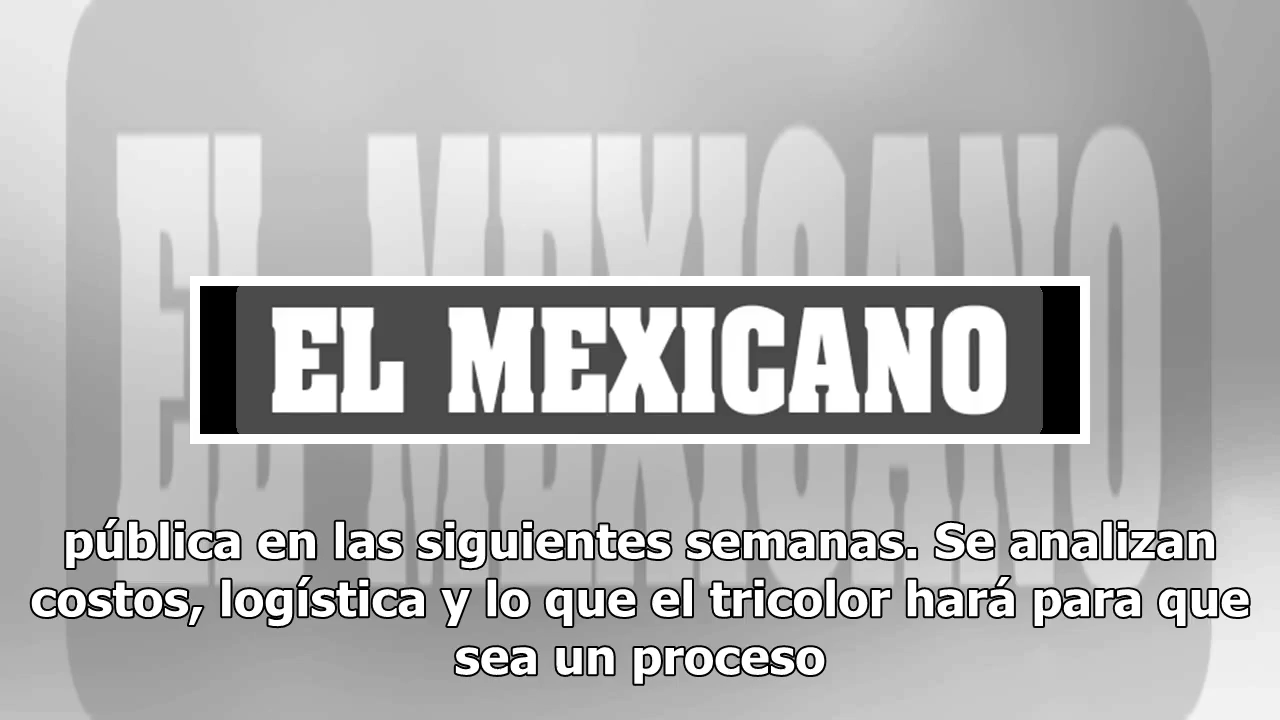 EL MEXICANO
EL MEXICANO
pública en las siguientes semanas. Se analizan
costos, logística y lo que el tricolor hará para que
sea un proceso